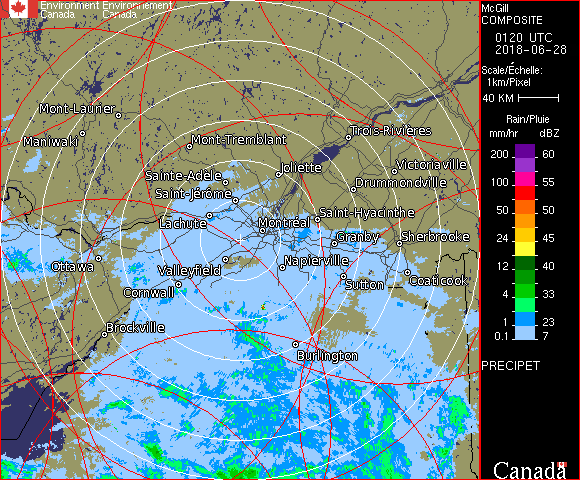 Environment Environnement
Canada Canada
McGill
COMPOSITE
0120 UTC
2018-06-28
Scale/Échelle:
1km/Pixel
40 KM
Rain/Pluie
mm/hr dBZ
200 60
100 55
50 50
24 45
12 40
4 33
2 23
0.1 7
PRECIPET
Canada
Mont-Laurier
Maniwaki
Mont-Tremblant
Trois-Rivières
Sainte-Adèle
Joliette
Victoriaville
Saint-Jérôme
Drummondville
Lachute
Montréal
Saint-Hyacinthe
Granby
Sherbrooke
Ottawa
Valleyfield
Napierville
Cornwall
Sutton
Coaticook
Brockville
Burlington